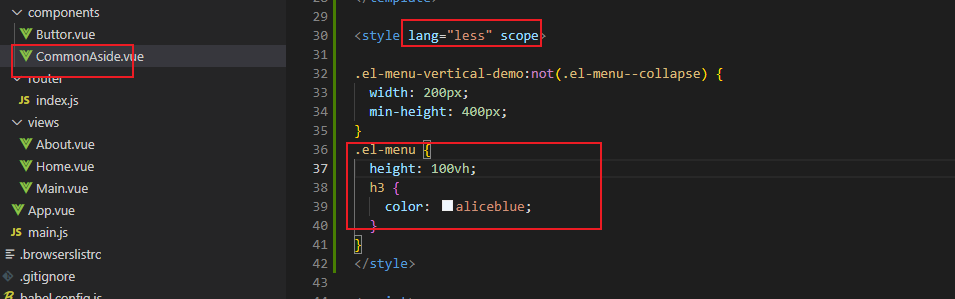 components
Buttor.vue
CommonAside.vue
router
JS index.js
views
About.vue
Home.vue
Main.vue
App.vue
JS main.js
.browserslistrc
.gitignore
babel.config.js
29
30 <style lang="less" scope>
31
32 .el-menu-vertical-demo:not(.el-menu--collapse) {
33 width: 200px;
34 min-height: 400px;
35 }
36 .el-menu {
37 height: 100vh;
38 h3 {
39 color: aliceblue;
40 }
41 }
42 </style>
43